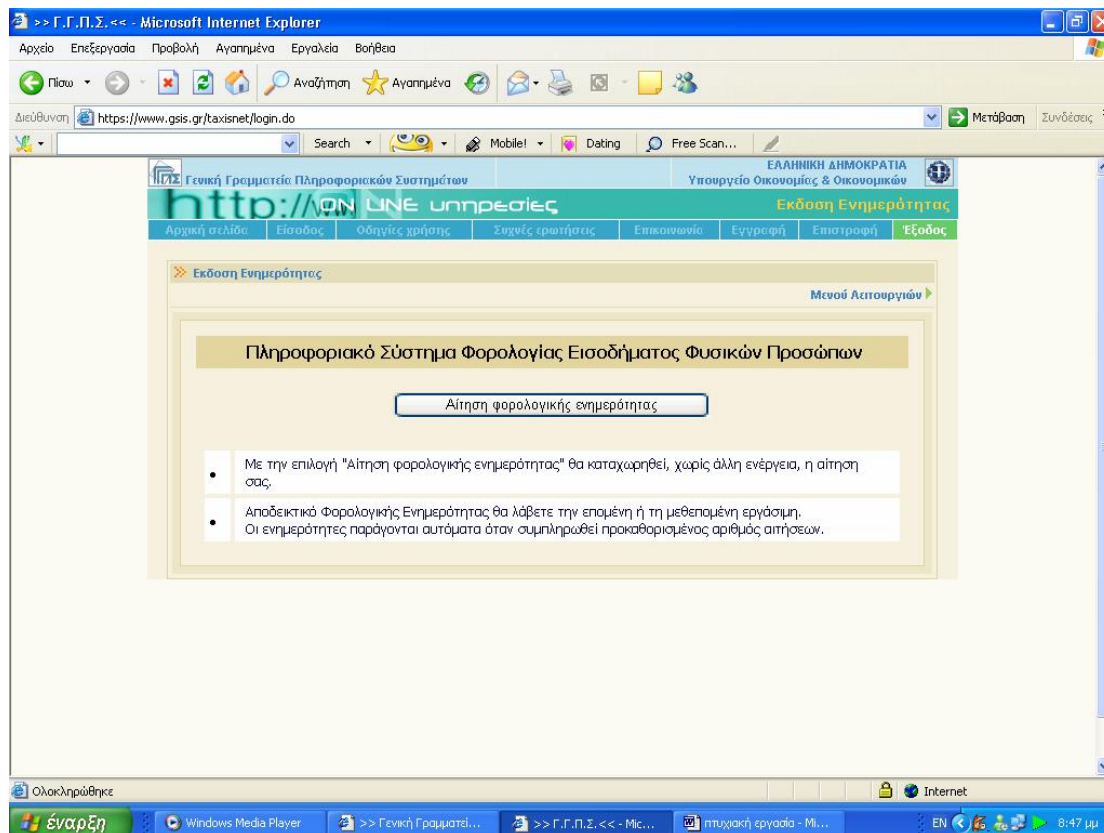 >> Γ.Γ.Π.Σ. << - Microsoft Internet Explorer
Αρχείο Επεξεργασία Προβολή Αγαπημένα Εργαλεία Βοήθεια
Πίσω Αναζήτηση Αγαπημένα
Διεύθυνση https://www.gsis.gr/taxisnet/login.do Μετάβαση Συνδέσεις
Search Mobile! Dating Free Scan...
ΓΓΠΣ Γενική Γραμματεία Πληροφοριακών Συστημάτων
ΕΛΛΗΝΙΚΗ ΔΗΜΟΚΡΑΤΙΑ
Υπουργείο Οικονομίας & Οικονομικών
http://www ON LINE υπηρεσίες Εκδοση Ενημερότητας
Αρχική σελίδα Είσοδος Οδηγίες χρήσης Συχνές ερωτήσεις Επικοινωνία Εγγραφή Επιστροφή Έξοδος
Εκδοση Ενημερότητας
Μενού Λειτουργιών
Πληροφοριακό Σύστημα Φορολογίας Εισοδήματος Φυσικών Προσώπων
Αίτηση φορολογικής ενημερότητας
• Με την επιλογή "Αίτηση φορολογικής ενημερότητας" θα καταχωρηθεί, χωρίς άλλη ενέργεια, η αίτηση
σας.
• Αποδεικτικό Φορολογικής Ενημερότητας θα λάβετε την επομένη ή τη μεθεπομένη εργάσιμη.
Οι ενημερότητες παράγονται αυτόματα όταν συμπληρωθεί προκαθορισμένος αριθμός αιτήσεων.
Ολοκληρώθηκε Internet
έναρξη Windows Media Player >> Γενική Γραμματεί... >> Γ.Γ.Π.Σ. << - Mic... πτυχιακή εργασία - Mi... EN 8:47 μμ